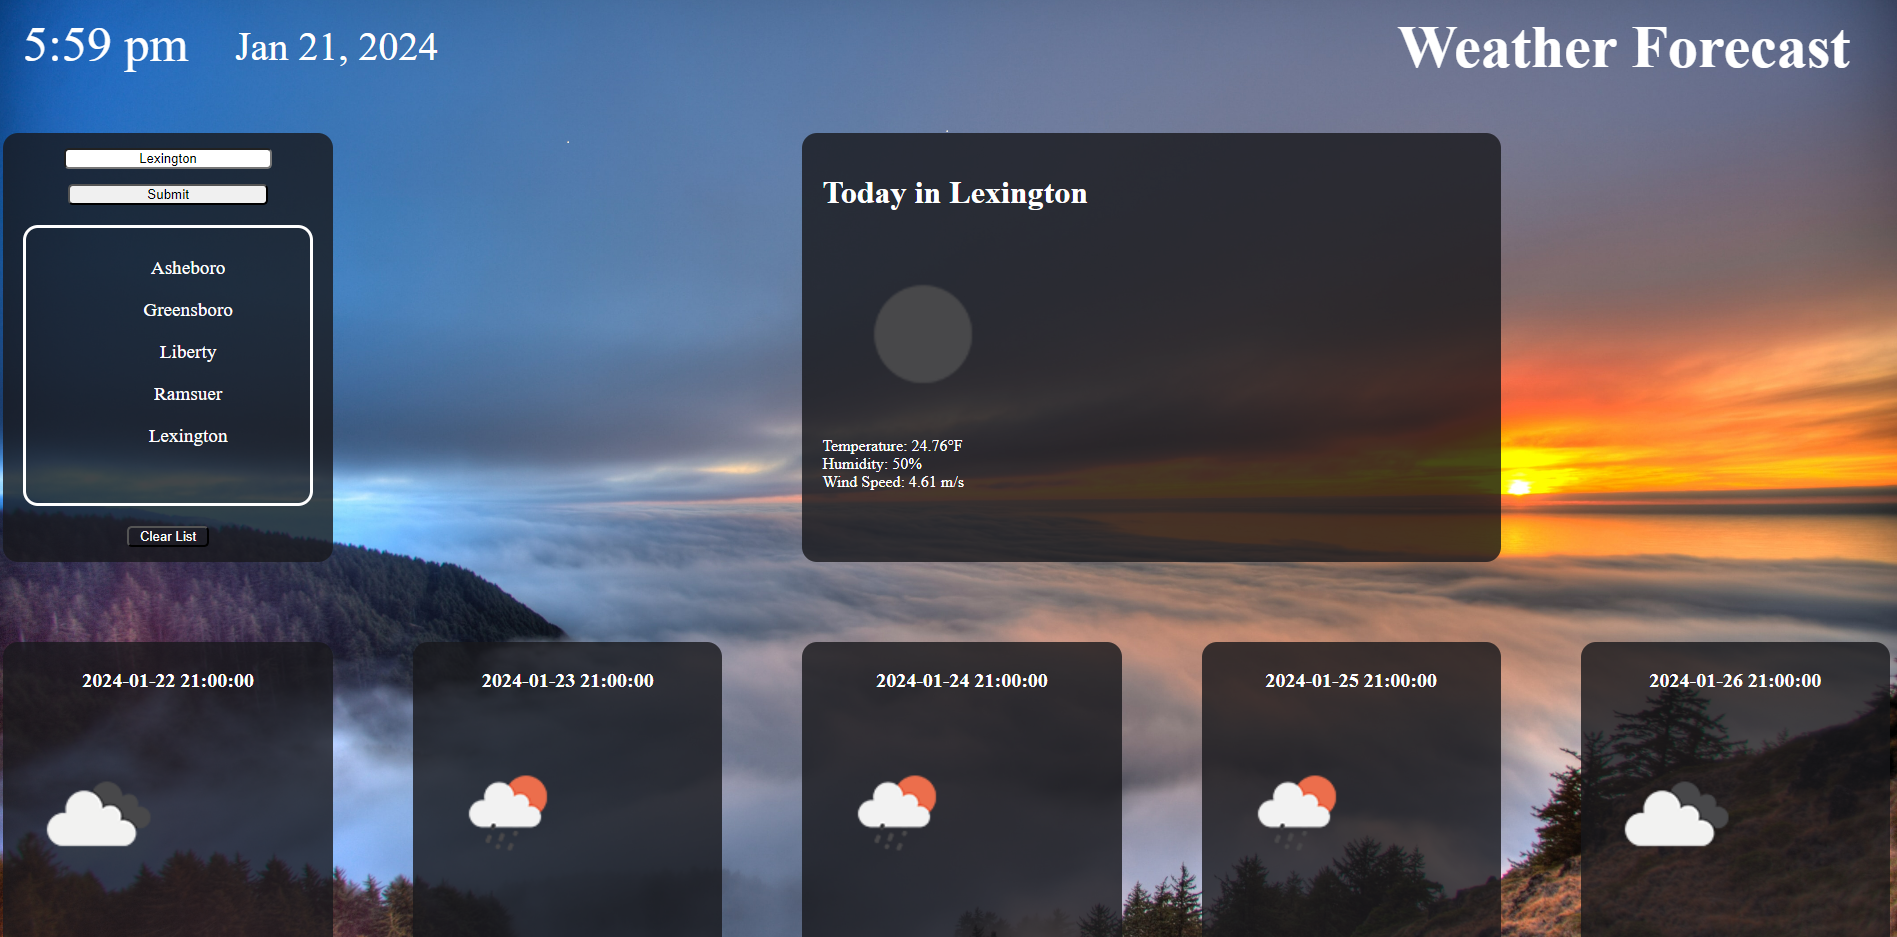 5:59 pm
Jan 21, 2024
Weather Forecast
Lexington
Submit
Asheboro
Greensboro
Liberty
Ramsuer
Lexington
Clear List
Today in Lexington
Temperature: 24.76°F
Humidity: 50%
Wind Speed: 4.61 m/s
2024-01-22 21:00:00
2024-01-23 21:00:00
2024-01-24 21:00:00
2024-01-25 21:00:00
2024-01-26 21:00:00